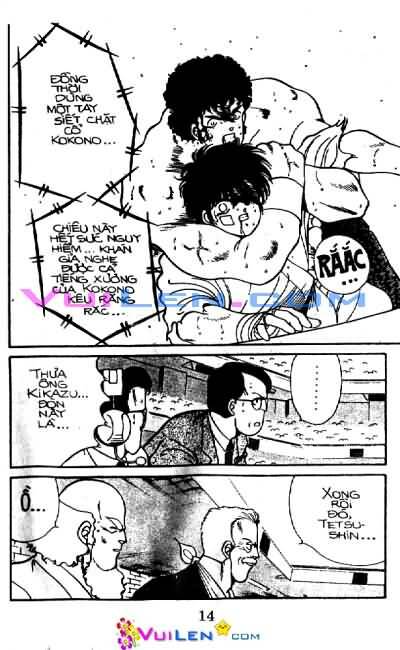 ĐỒNG
THỜI
DÙNG
MỘT TAY
SIẾT CHẶT
CỔ
KOKONO...
CHIÊU NÀY
HẾT SỨC NGUY
HIỂM... KHÁN
GIẢ NGHE
ĐƯỢC CẢ
TIẾNG XƯƠNG
CỦA KOKONO
KÊU RĂNG
RẮC...
RẮẮC
...
VUILEN.COM
THƯA
ÔNG
KIKAZU...
ĐÒN
NÀY
LÀ...
........
Ồ...
XONG
RỒI
ĐÓ,
TETSU-
SHIN...
14
VUILEN.COM